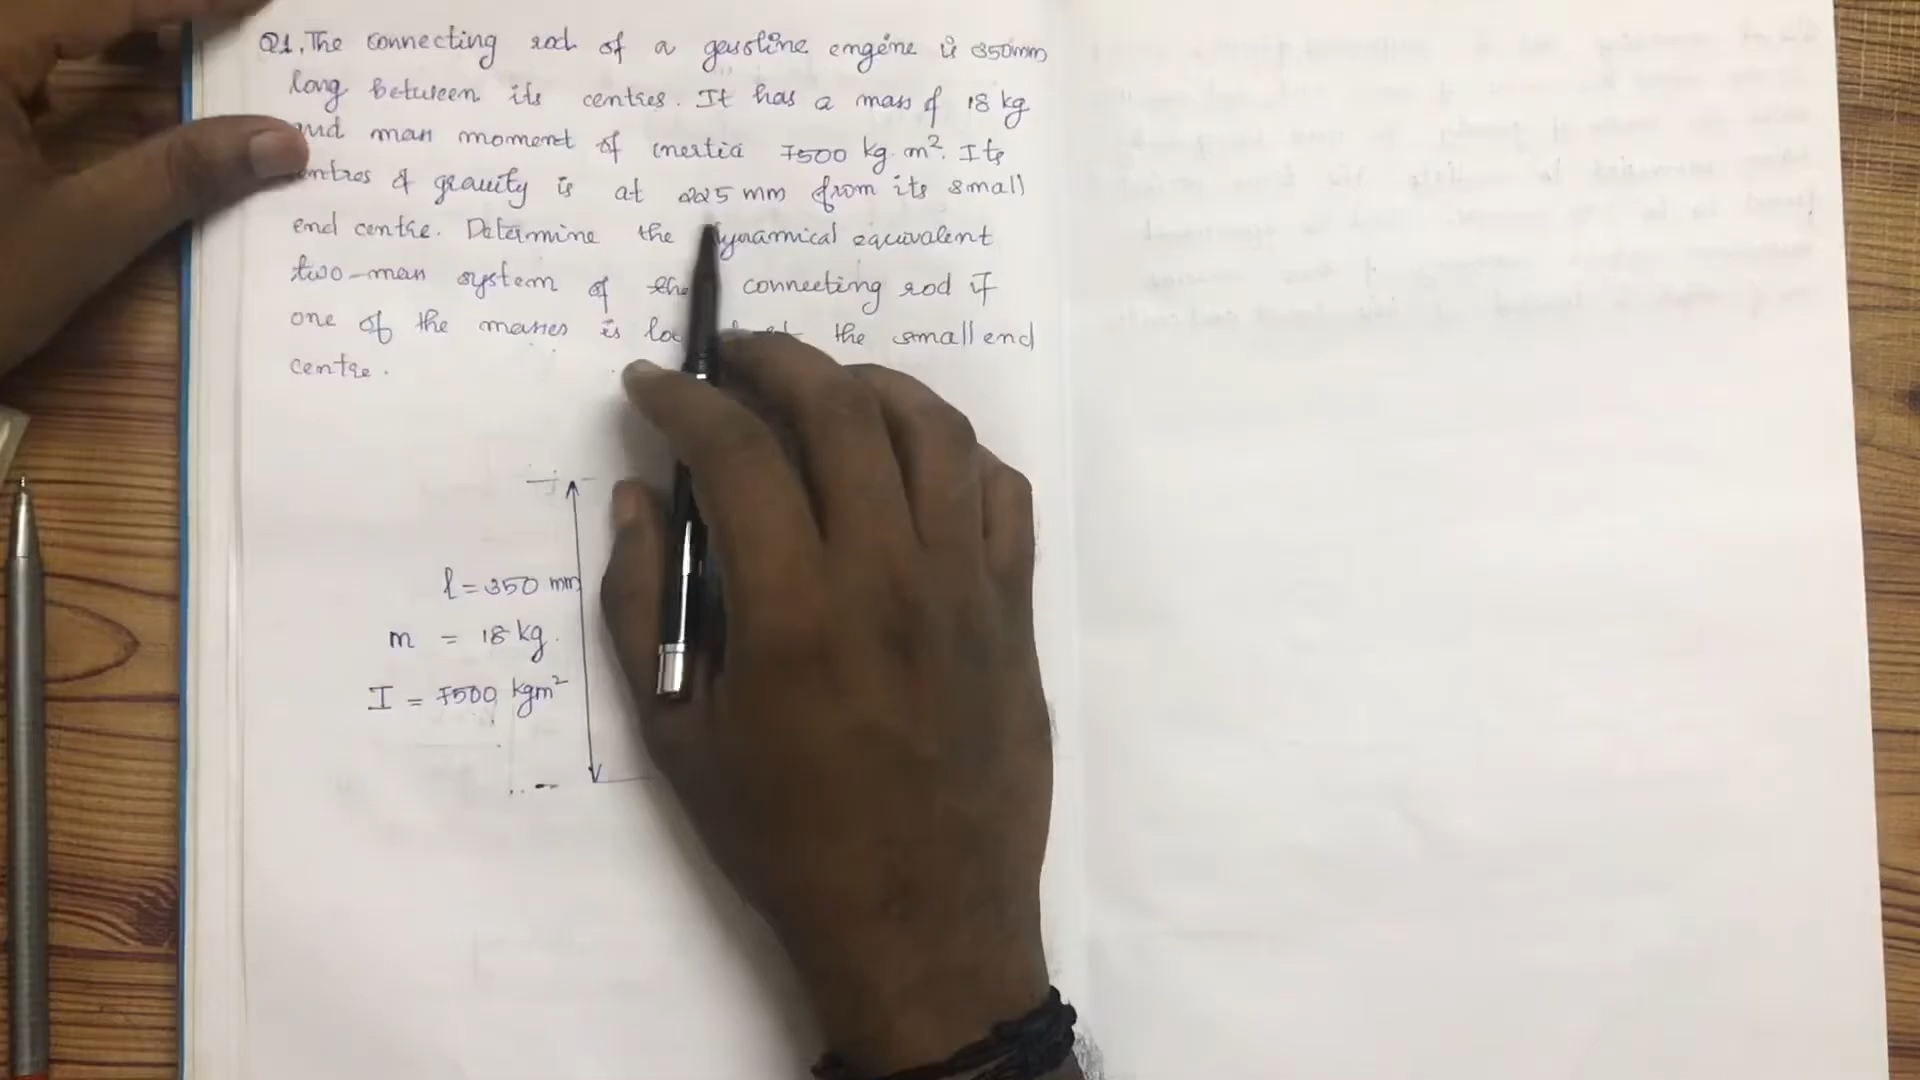 Q1. The connecting rod of a gasoline engine is 350mm
long between its centres. It has a mass of 18 kg
and mass moment of inertia 7500 kg.m². Its
centres of gravity is at 225 mm from its small
end centre. Determine the dynamical equivalent
two-mass system of the connecting rod if
one of the masses is the small end
centre.
l = 350 mm
m = 18 kg.
I = 7500 kgm²